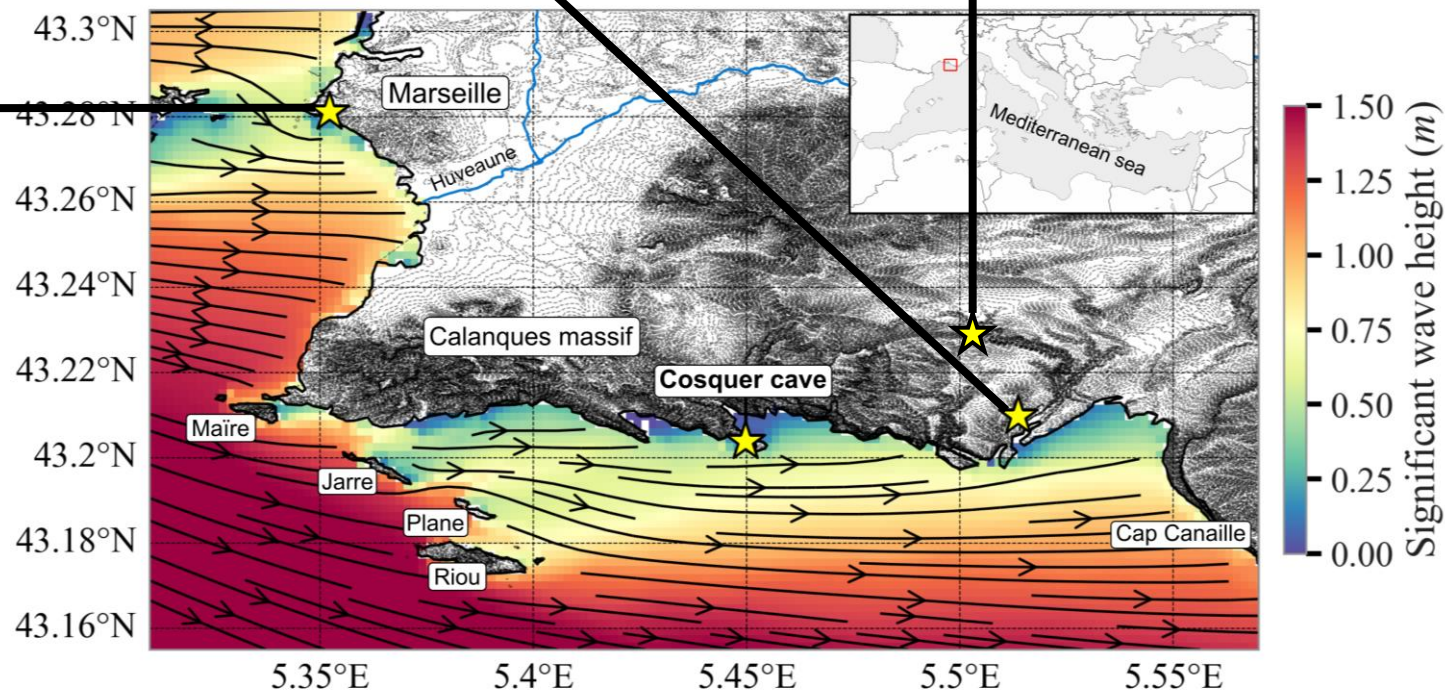 43.3°N
43.28°N
43.26°N
43.24°N
43.22°N
43.2°N
43.18°N
43.16°N
5.35°E
5.4°E
5.45°E
5.5°E
5.55°E
Marseille
Huveaune
Mediterranean sea
Calanques massif
Cosquer cave
Maïre
Jarre
Plane
Riou
Cap Canaille
1.50
1.25
1.00
0.75
0.50
0.25
0.00
Significant wave height (m)